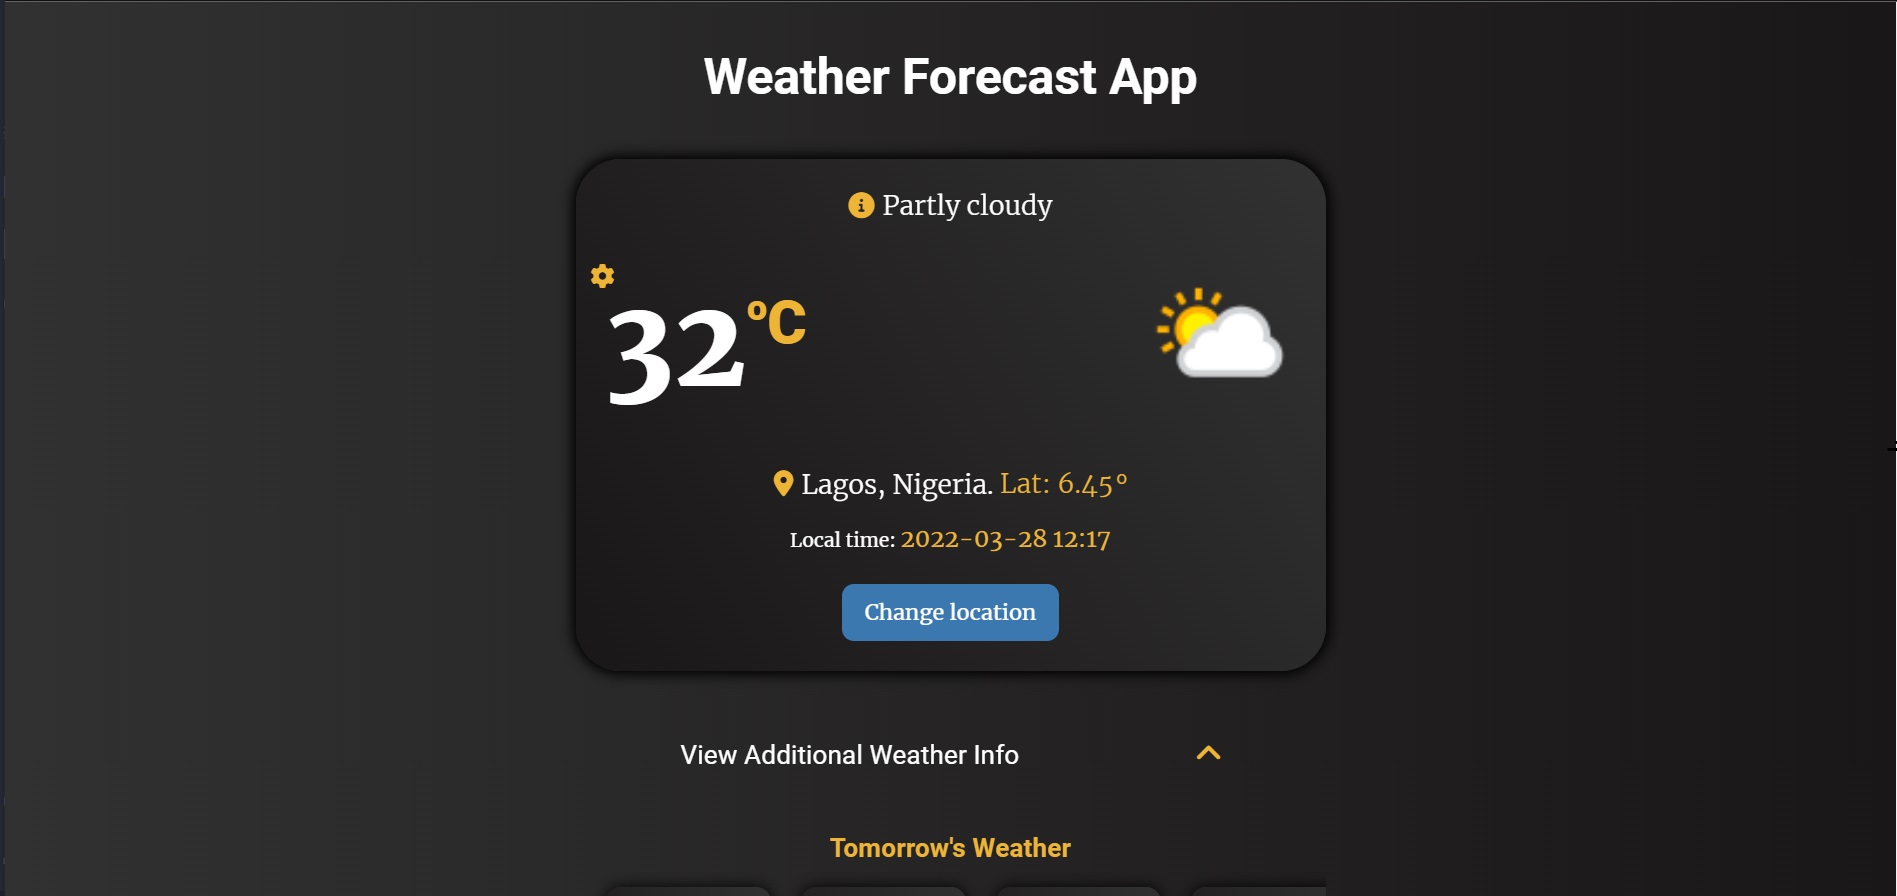 Weather Forecast App
Partly cloudy
32°C
Lagos, Nigeria. Lat: 6.45°
Local time: 2022-03-28 12:17
Change location
View Additional Weather Info
Tomorrow's Weather